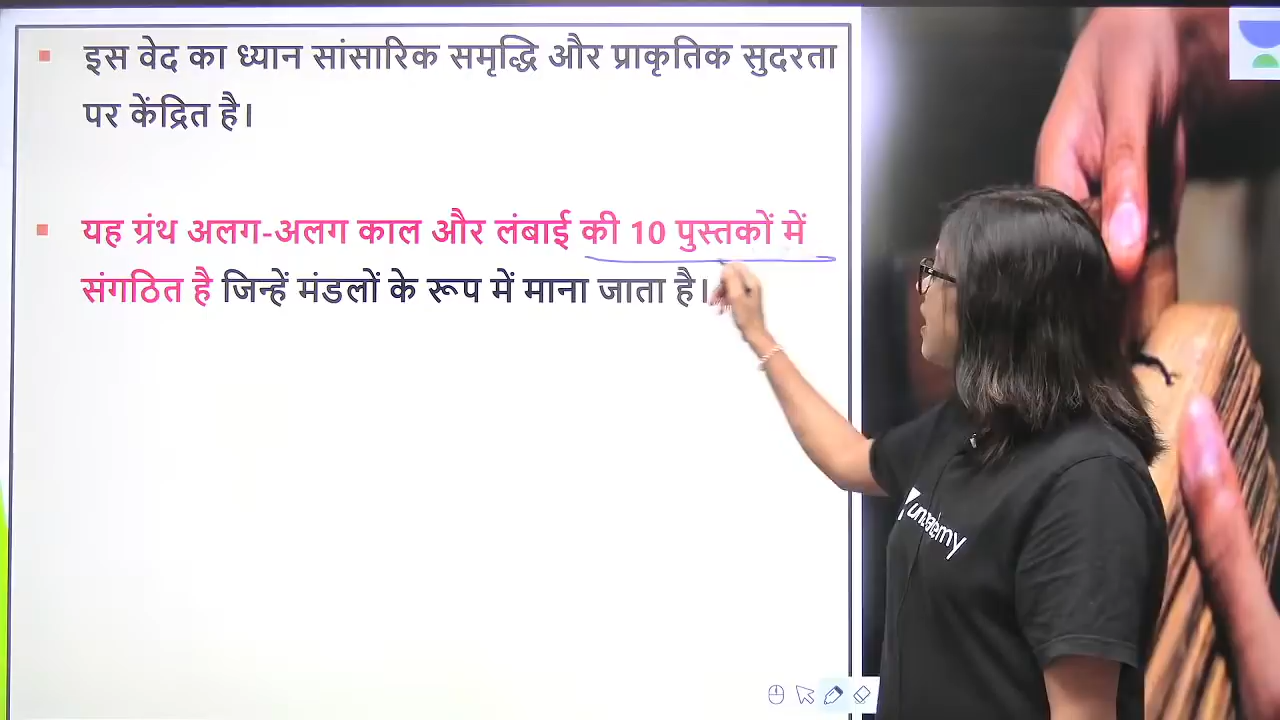 इस वेद का ध्यान सांसारिक समृद्धि और प्राकृतिक सुदरता
पर केंद्रित है।
यह ग्रंथ अलग-अलग काल और लंबाई की 10 पुस्तकों में
संगठित है जिन्हें मंडलों के रूप में माना जाता है।
unacademy